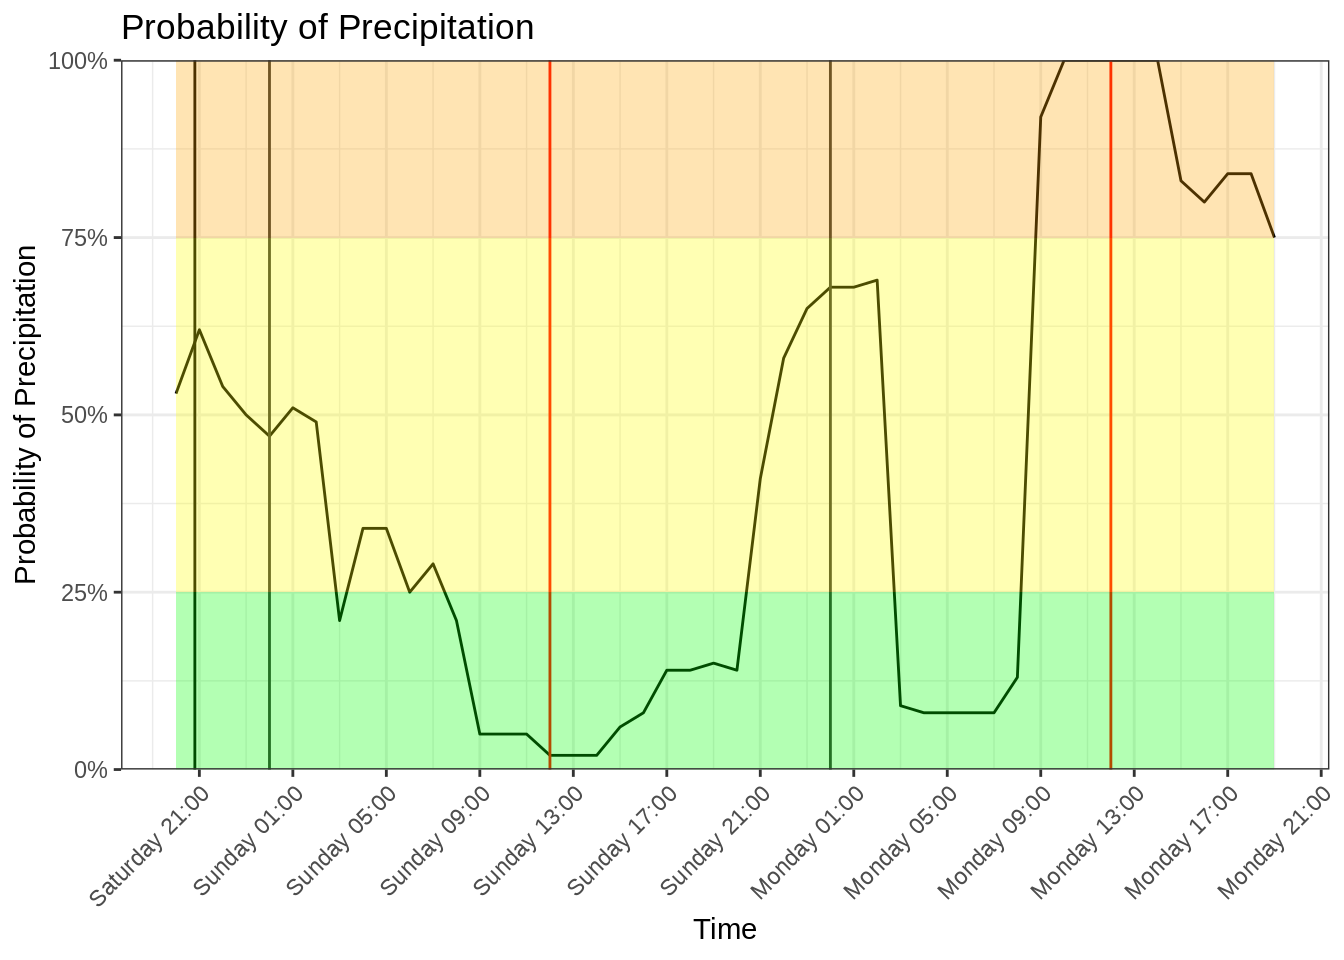 Probability of Precipitation
Probability of Precipitation
100%
75%
50%
25%
0%
Saturday 21:00
Sunday 01:00
Sunday 05:00
Sunday 09:00
Sunday 13:00
Sunday 17:00
Sunday 21:00
Monday 01:00
Monday 05:00
Monday 09:00
Monday 13:00
Monday 17:00
Monday 21:00
Time